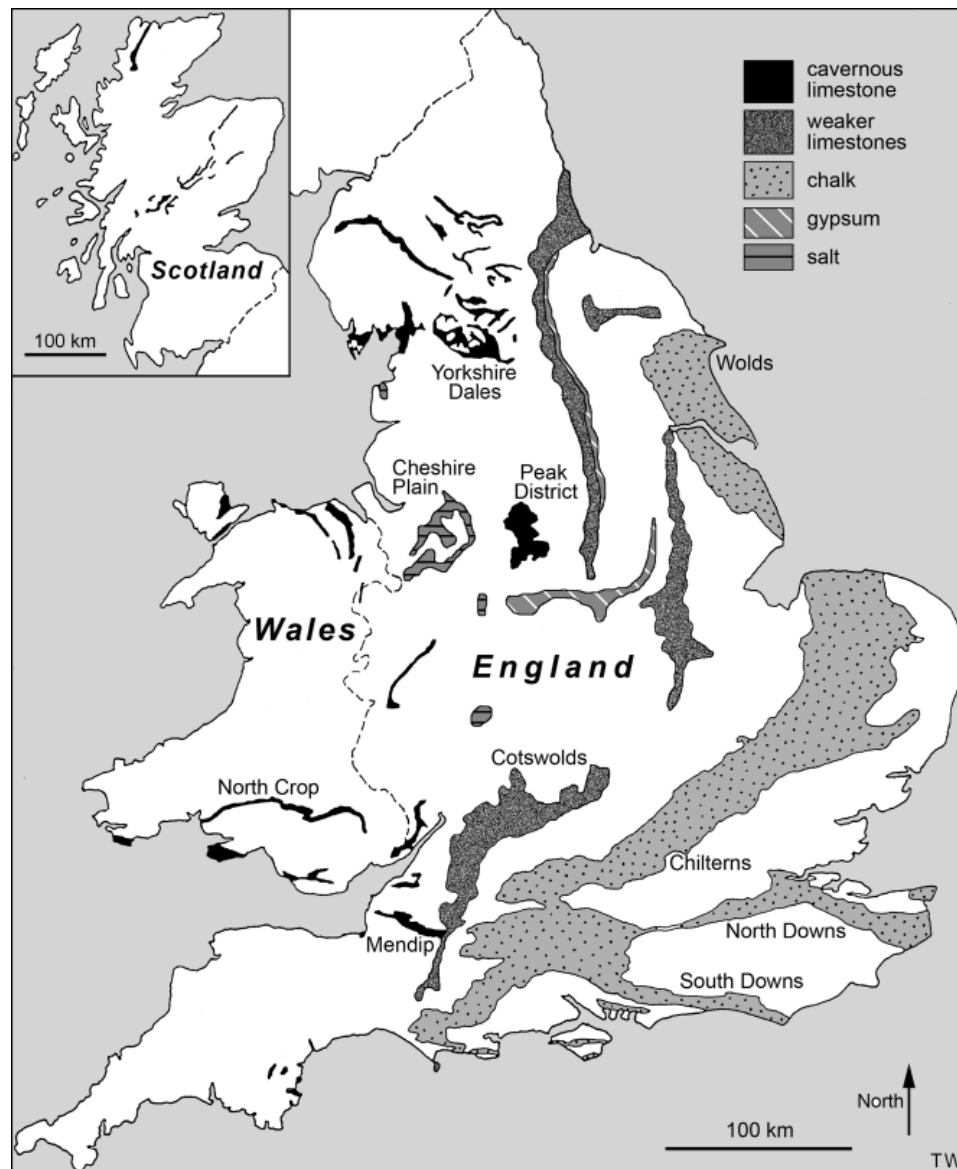 cavernous
limestone
weaker
limestones
chalk
gypsum
salt
Scotland
100 km
Wolds
Yorkshire
Dales
Cheshire
Plain
Peak
District
Wales
England
Cotswolds
North Crop
Chilterns
Mendip
North Downs
South Downs
North
100 km
TW